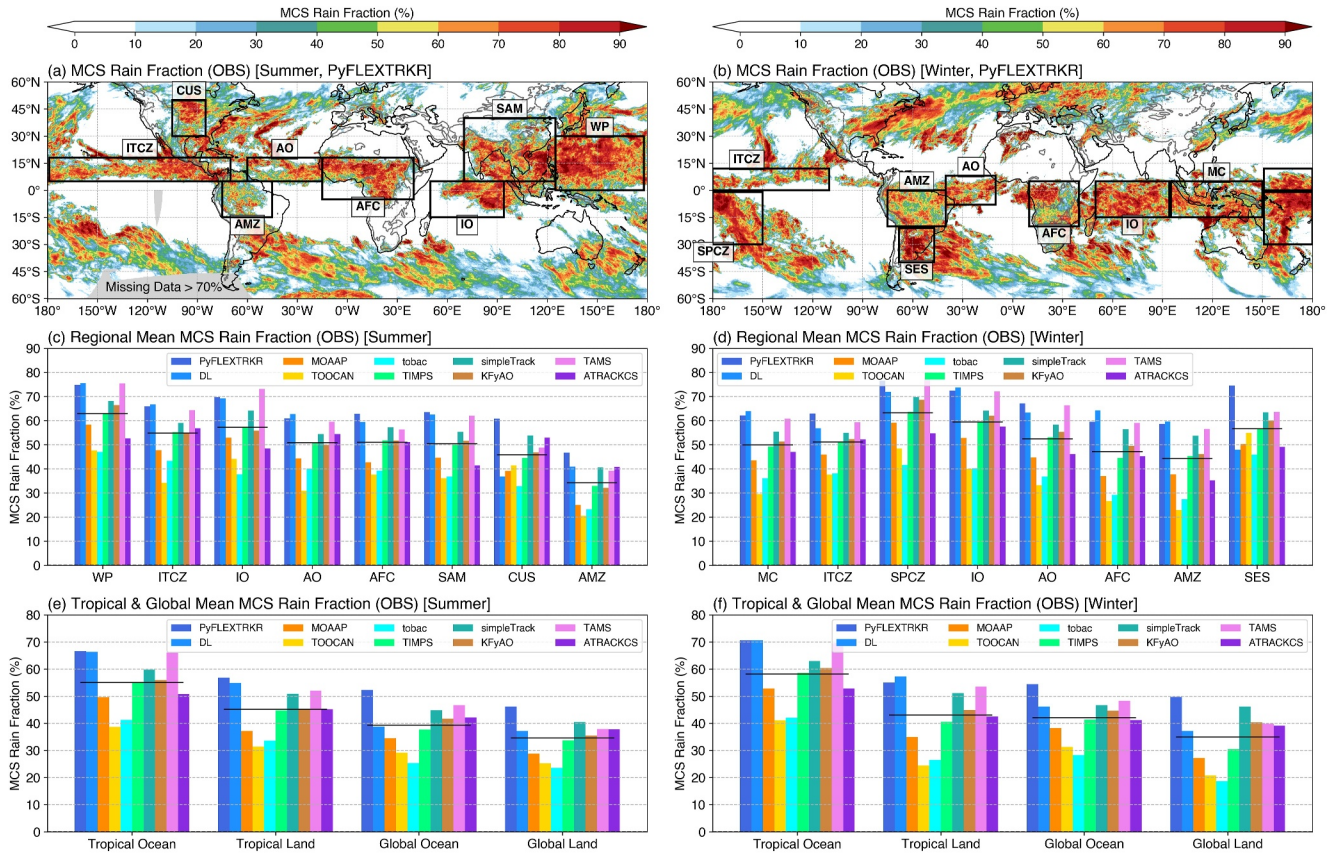 MCS Rain Fraction (%)
0 10 20 30 40 50 60 70 80 90
(a) MCS Rain Fraction (OBS) [Summer, PyFLEXTRKR]
60°N
45°N
30°N
15°N
0°
15°S
30°S
45°S
60°S
CUS
SAM
WP
ITCZ
AO
AFC
AMZ
IO
Missing Data > 70%
180° 150°W 120°W 90°W 60°W 30°W 0°W 30°E 60°E 90°E 120°E 150°E 180°
MCS Rain Fraction (%)
0 10 20 30 40 50 60 70 80 90
(b) MCS Rain Fraction (OBS) [Winter, PyFLEXTRKR]
60°N
45°N
30°N
15°N
0°
15°S
30°S
45°S
60°S
ITCZ
AO
MC
AMZ
IO
AFC
SPCZ
SES
180° 150°W 120°W 90°W 60°W 30°W 0°W 30°E 60°E 90°E 120°E 150°E 180°
(c) Regional Mean MCS Rain Fraction (OBS) [Summer]
MCS Rain Fraction (%)
90
80
70
60
50
40
30
20
10
0
PyFLEXTRKR MOAAP tobac simpleTrack TAMS
DL TOOCAN TIMPS KFyAO ATRACKCS
WP ITCZ IO AO AFC SAM CUS AMZ
(d) Regional Mean MCS Rain Fraction (OBS) [Winter]
MCS Rain Fraction (%)
90
80
70
60
50
40
30
20
10
0
PyFLEXTRKR MOAAP tobac simpleTrack TAMS
DL TOOCAN TIMPS KFyAO ATRACKCS
MC ITCZ SPCZ IO AO AFC AMZ SES
(e) Tropical & Global Mean MCS Rain Fraction (OBS) [Summer]
MCS Rain Fraction (%)
80
70
60
50
40
30
20
10
0
PyFLEXTRKR MOAAP tobac simpleTrack TAMS
DL TOOCAN TIMPS KFyAO ATRACKCS
Tropical Ocean Tropical Land Global Ocean Global Land
(f) Tropical & Global Mean MCS Rain Fraction (OBS) [Winter]
MCS Rain Fraction (%)
80
70
60
50
40
30
20
10
0
PyFLEXTRKR MOAAP tobac simpleTrack TAMS
DL TOOCAN TIMPS KFyAO ATRACKCS
Tropical Ocean Tropical Land Global Ocean Global Land